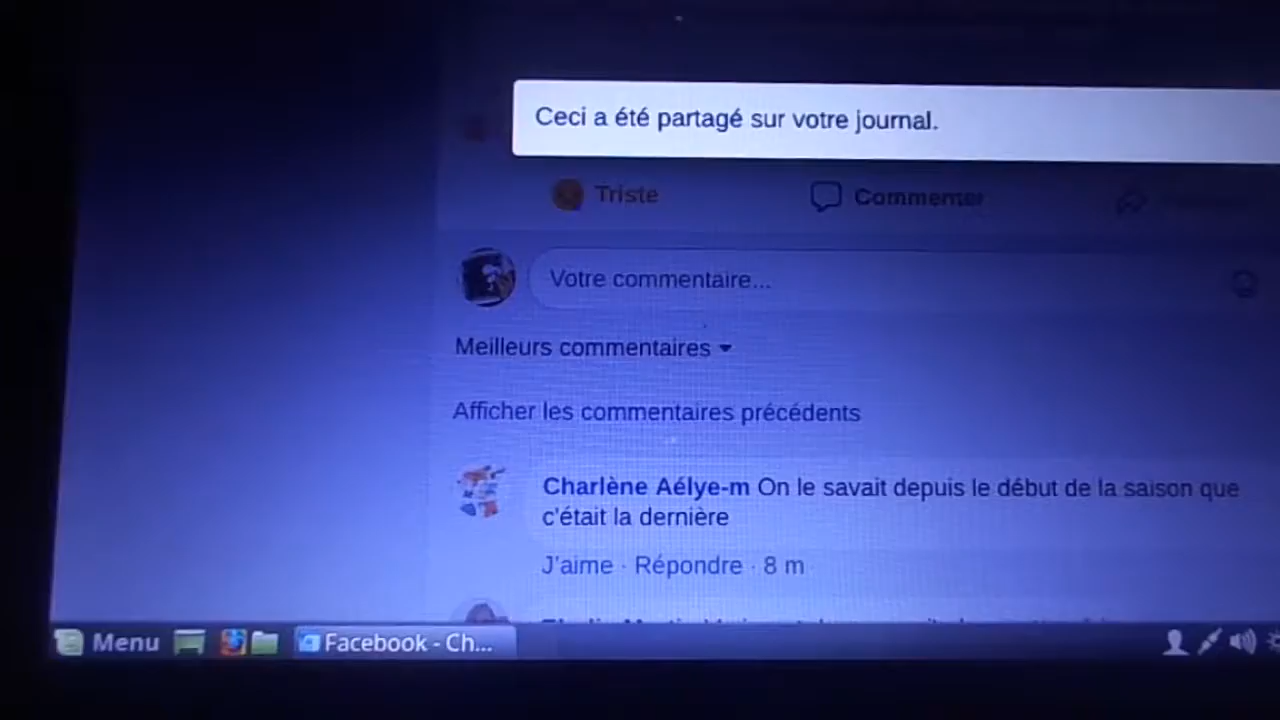 Ceci a été partagé sur votre journal.
Triste
Commenter
Votre commentaire...
Meilleurs commentaires
Afficher les commentaires précédents
Charlène Aélye-m On le savait depuis le début de la saison que
c'était la dernière
J'aime · Répondre · 8 m
Menu
Facebook - Ch...